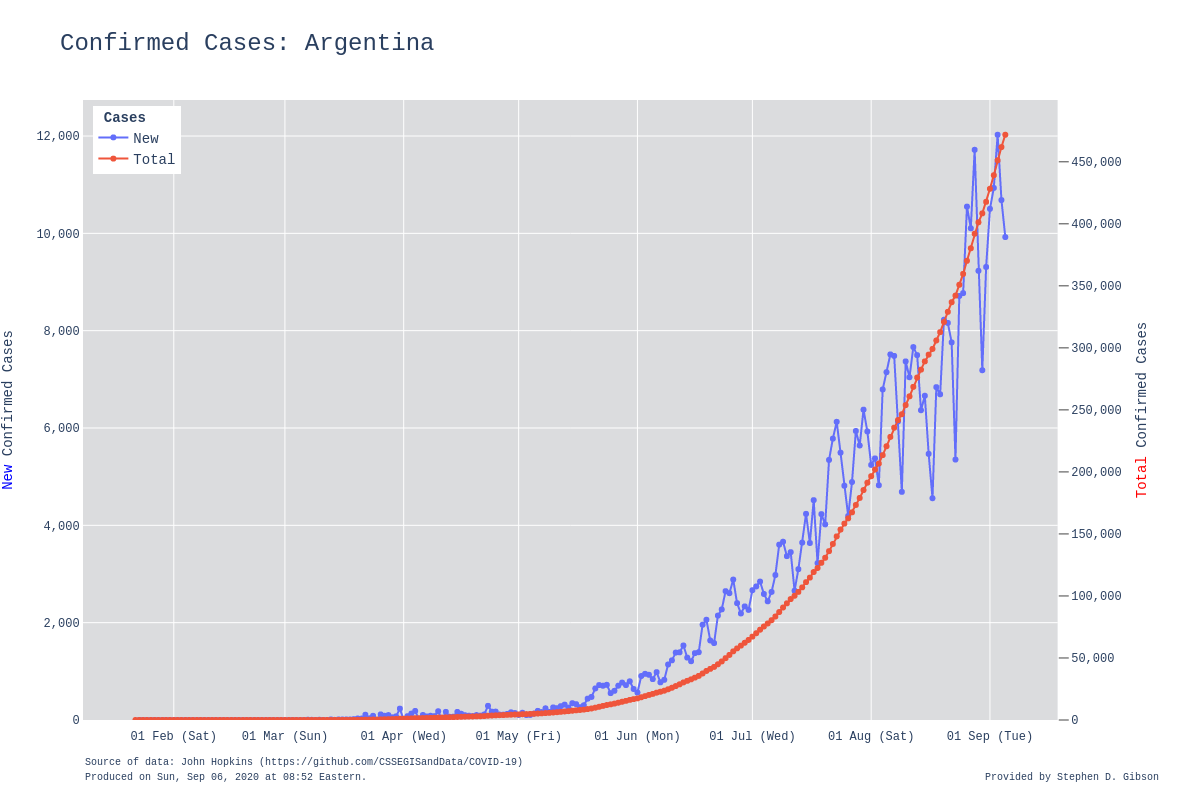 Confirmed Cases: Argentina
Cases
New
Total
12,000
10,000
8,000
6,000
4,000
2,000
0
New Confirmed Cases
450,000
400,000
350,000
300,000
250,000
200,000
150,000
100,000
50,000
0
Total Confirmed Cases
01 Feb (Sat) 01 Mar (Sun) 01 Apr (Wed) 01 May (Fri) 01 Jun (Mon) 01 Jul (Wed) 01 Aug (Sat) 01 Sep (Tue)
Source of data: John Hopkins (https://github.com/CSSEGISandData/COVID-19)
Produced on Sun, Sep 06, 2020 at 08:52 Eastern.
Provided by Stephen D. Gibson